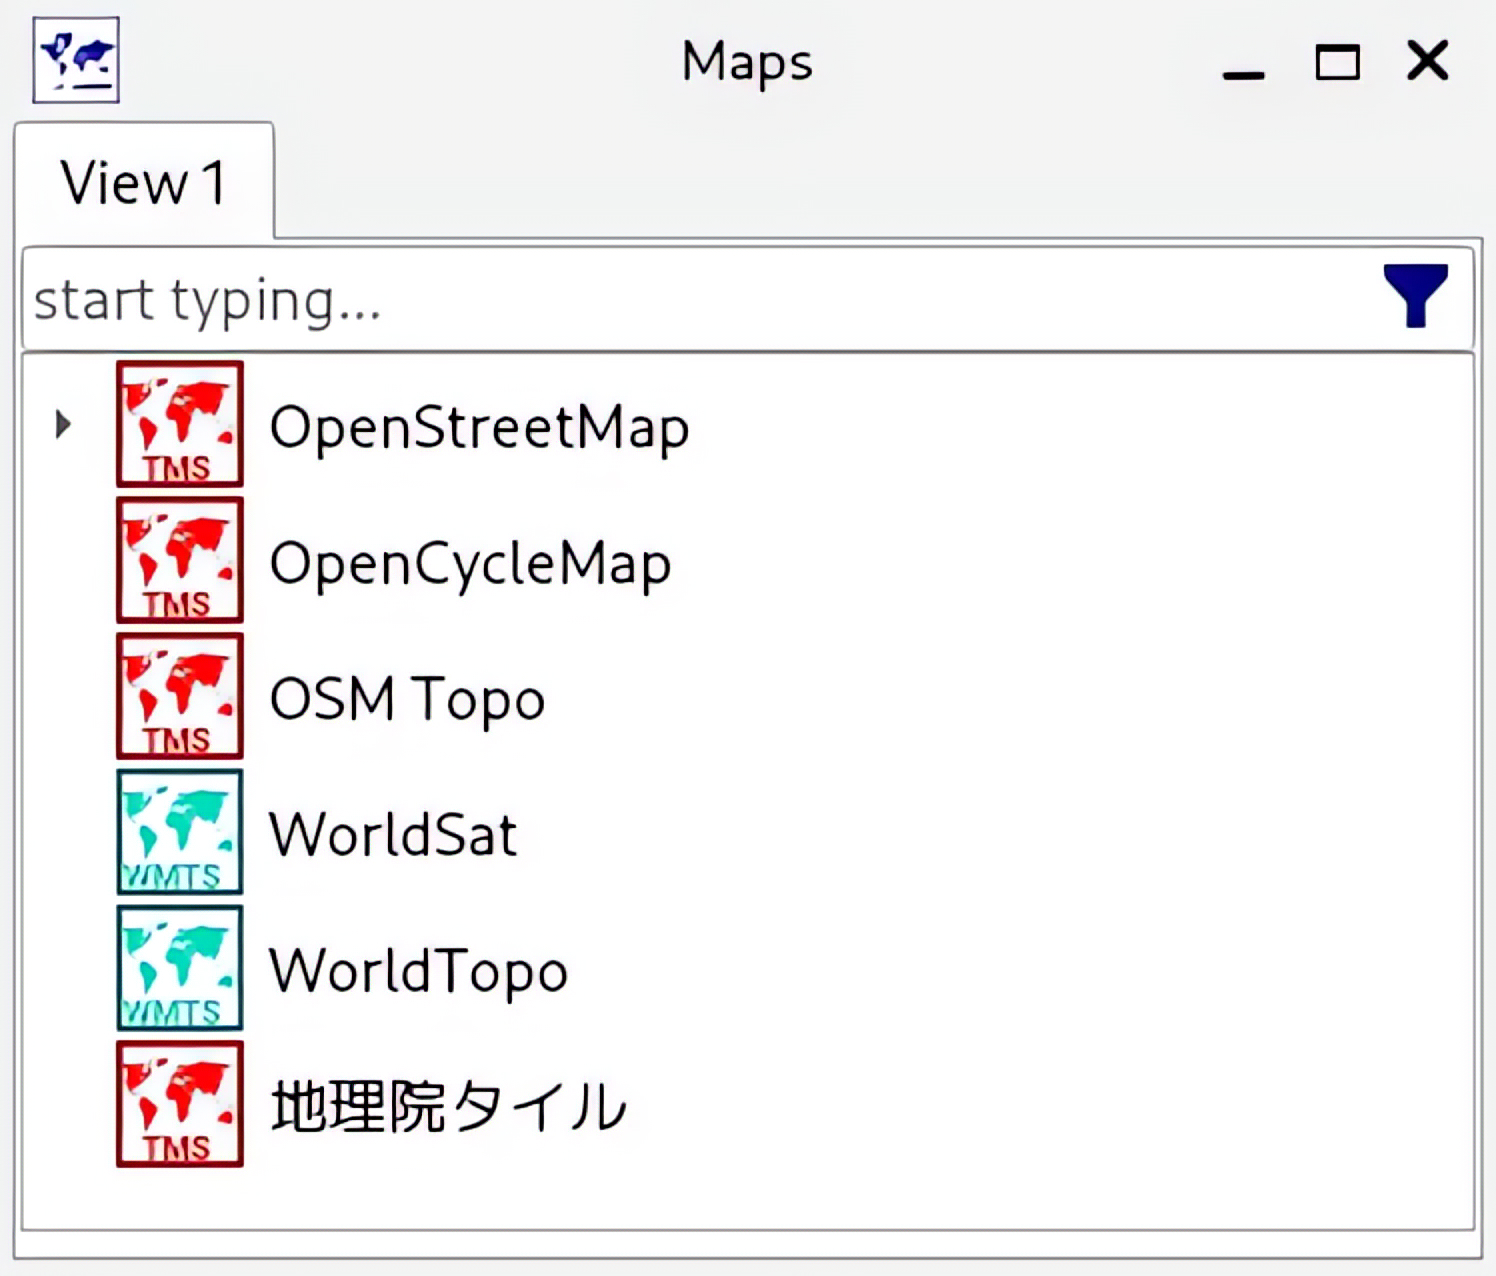 Maps
View 1
start typing...
TMS OpenStreetMap
TMS OpenCycleMap
TMS OSM Topo
WMTS WorldSat
WMTS WorldTopo
TMS 地理院タイル